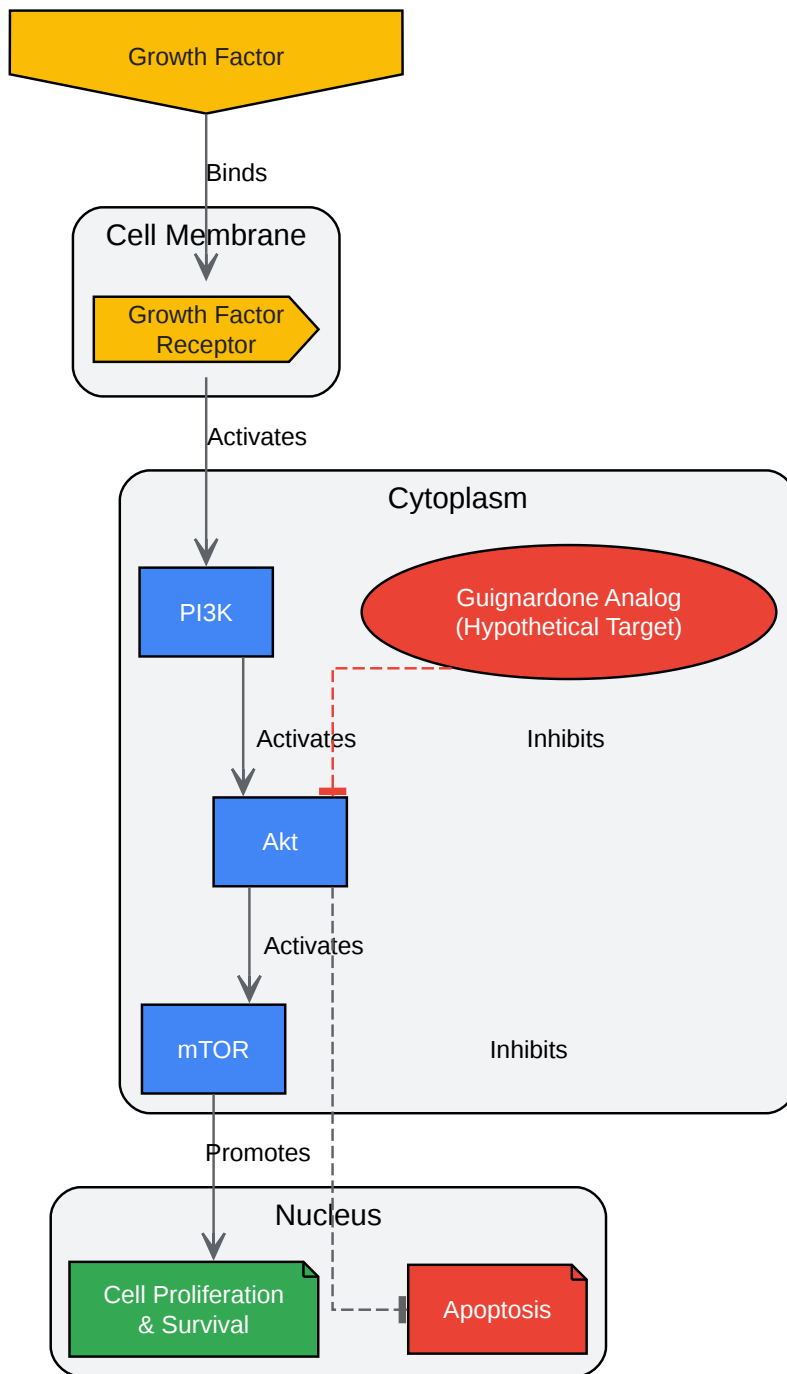 Growth Factor
Binds
Cell Membrane
Growth Factor
Receptor
Activates
Cytoplasm
PI3K
Guignardone Analog
(Hypothetical Target)
Activates
Inhibits
Akt
Activates
mTOR
Inhibits
Promotes
Nucleus
Cell Proliferation
& Survival
Apoptosis